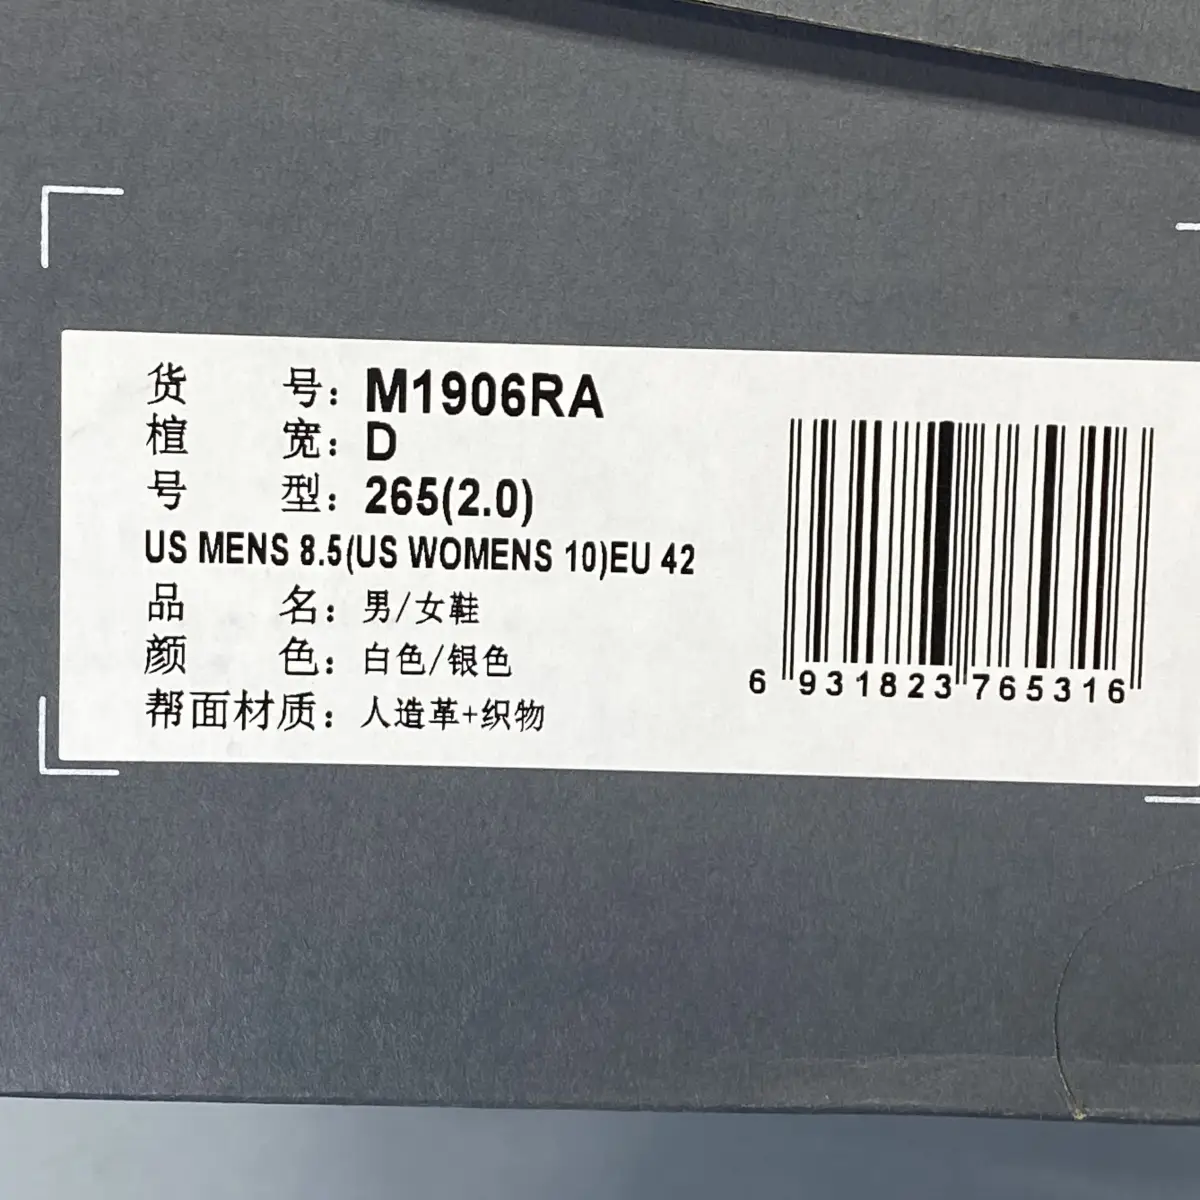 货 号：M1906RA
楦 宽：D
号 型：265(2.0)
US MENS 8.5(US WOMENS 10)EU 42
品 名：男/女鞋
颜 色：白色/银色
帮面材质：人造革+织物
6 931823 765316